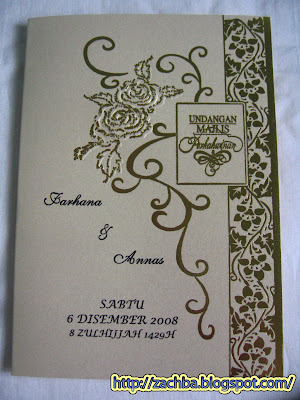 UNDANGAN
MAJLIS
Perkahwinan
Farhana
&
Annas
SABTU
6 DISEMBER 2008
8 ZULHIJJAH 1429H
http://zachba.blogspot.com/